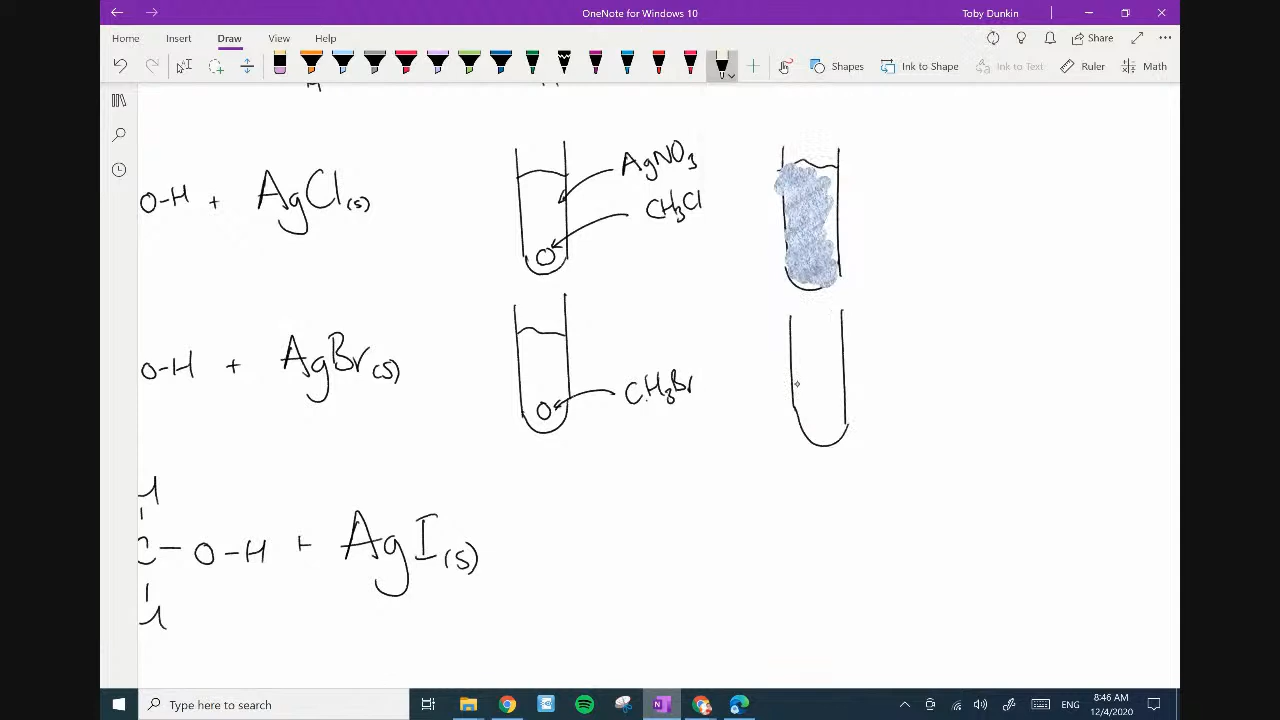 OneNote for Windows 10
Toby Dunkin
Home Insert Draw View Help
Share
Shapes
Ink to Shape
Ink to Text
Ruler
Math
O-H + AgCl(s)
AgNO3
CH3Cl
O-H + AgBr(s)
CH3Br
H
C-O-H + AgI(s)
H
Type here to search
ENG
8:46 AM
12/4/2020